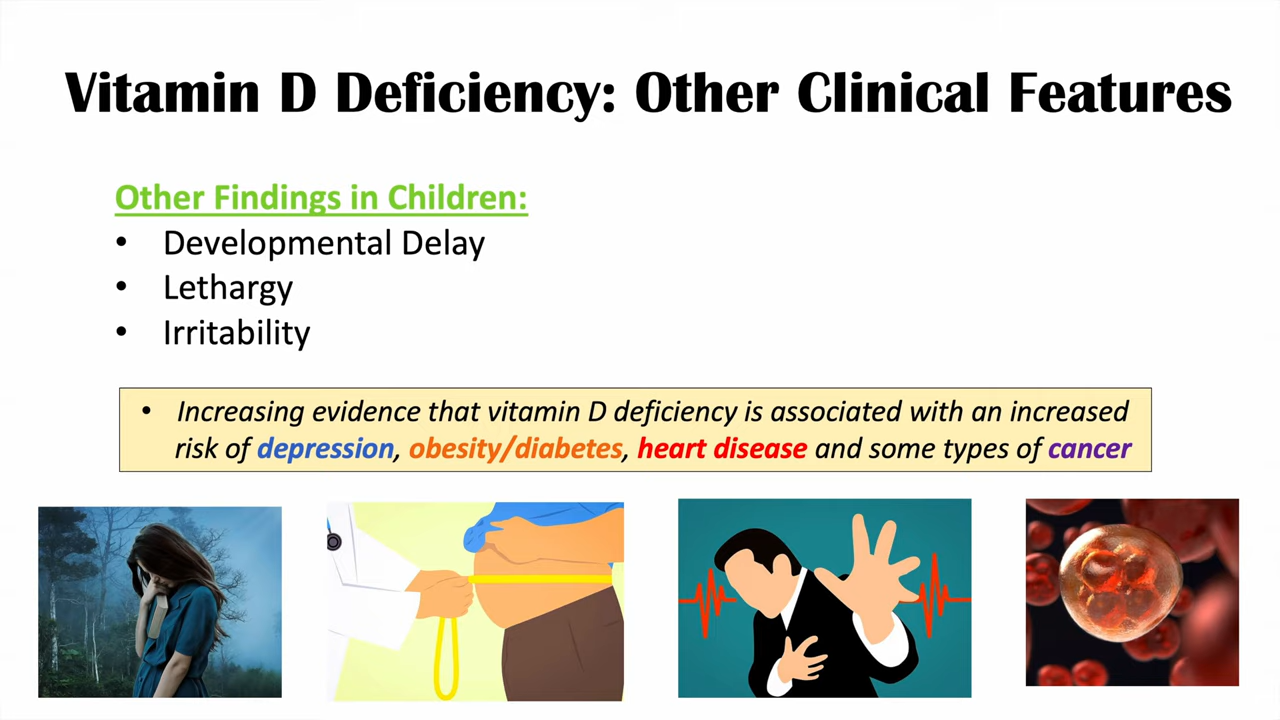 Vitamin D Deficiency: Other Clinical Features
Other Findings in Children:
• Developmental Delay
• Lethargy
• Irritability
• Increasing evidence that vitamin D deficiency is associated with an increased
risk of depression, obesity/diabetes, heart disease and some types of cancer